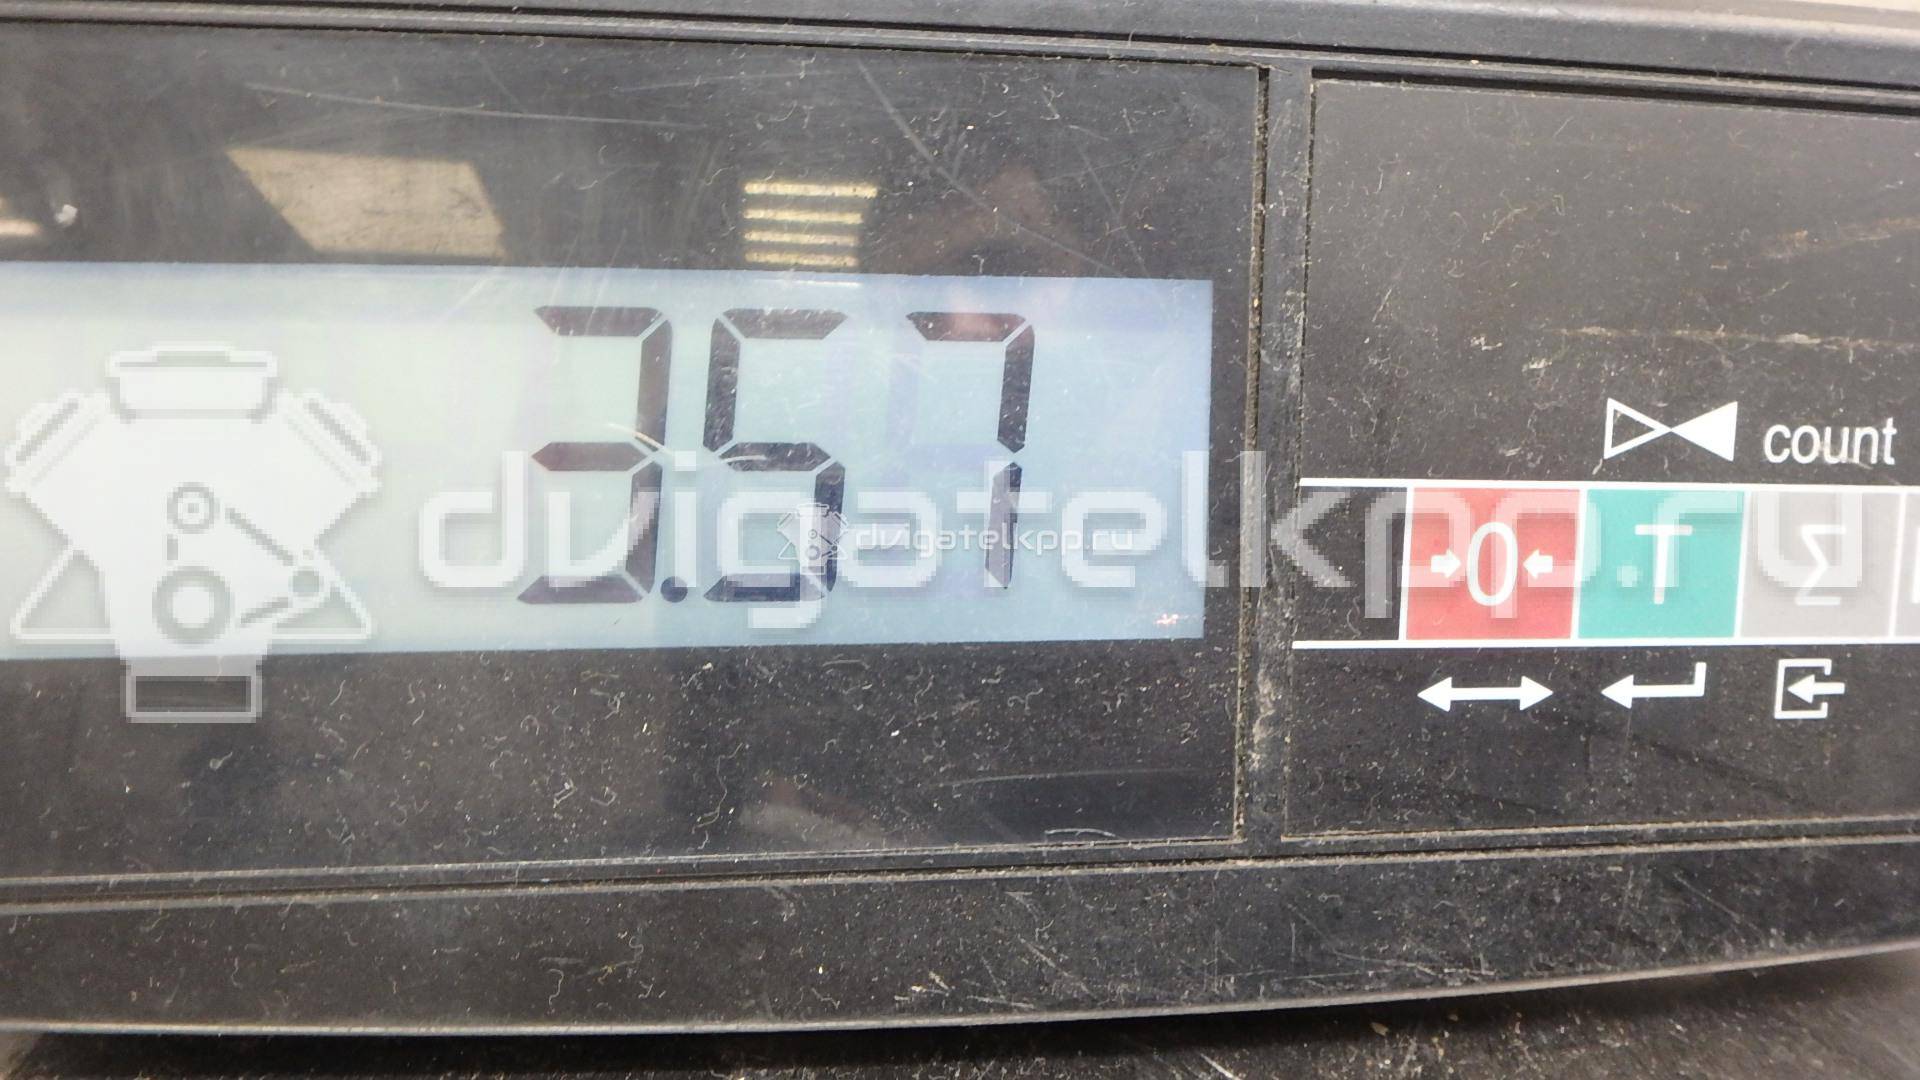 3.57
count
dvigatelkpp.ru
dvigatelkpp.ru
→0← T Σ